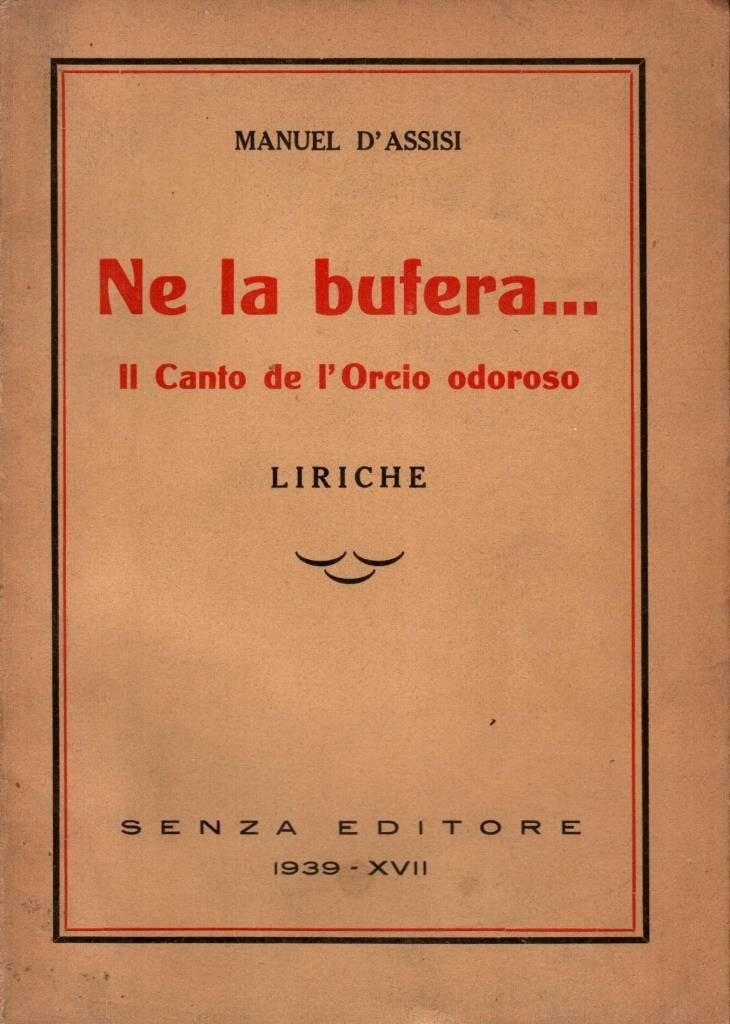 MANUEL D'ASSISI
Ne la bufera...
Il Canto de l'Orcio odoroso
LIRICHE
SENZA EDITORE
1939 - XVII